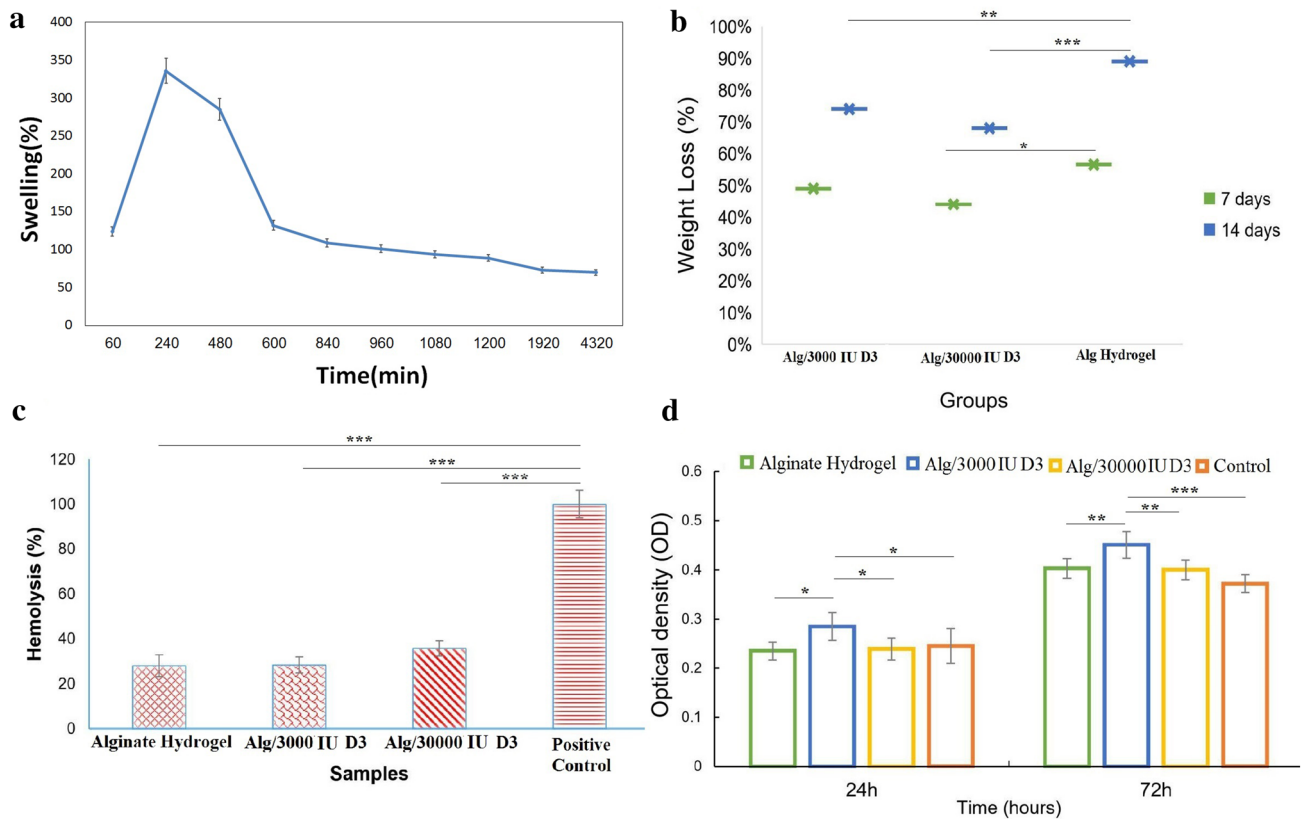 a
400
350
300
250
200
150
100
50
0
Swelling(%)
60 240 480 600 840 960 1080 1200 1920 4320
Time(min)
b
**
***
*
100%
90%
80%
70%
60%
50%
40%
30%
20%
10%
0%
Weight Loss (%)
7 days
14 days
Alg/3000 IU D3 Alg/30000 IU D3 Alg Hydrogel
Groups
c
***
***
***
120
100
80
60
40
20
0
Hemolysis (%)
Alginate Hydrogel Alg/3000 IU D3 Alg/30000 IU D3 Positive
Control
Samples
d
Alginate Hydrogel Alg/3000 IU D3 Alg/30000 IU D3 Control
0.6
0.5
0.4
0.3
0.2
0.1
0
Optical density (OD)
***
** **
*
* *
24h 72h
Time (hours)